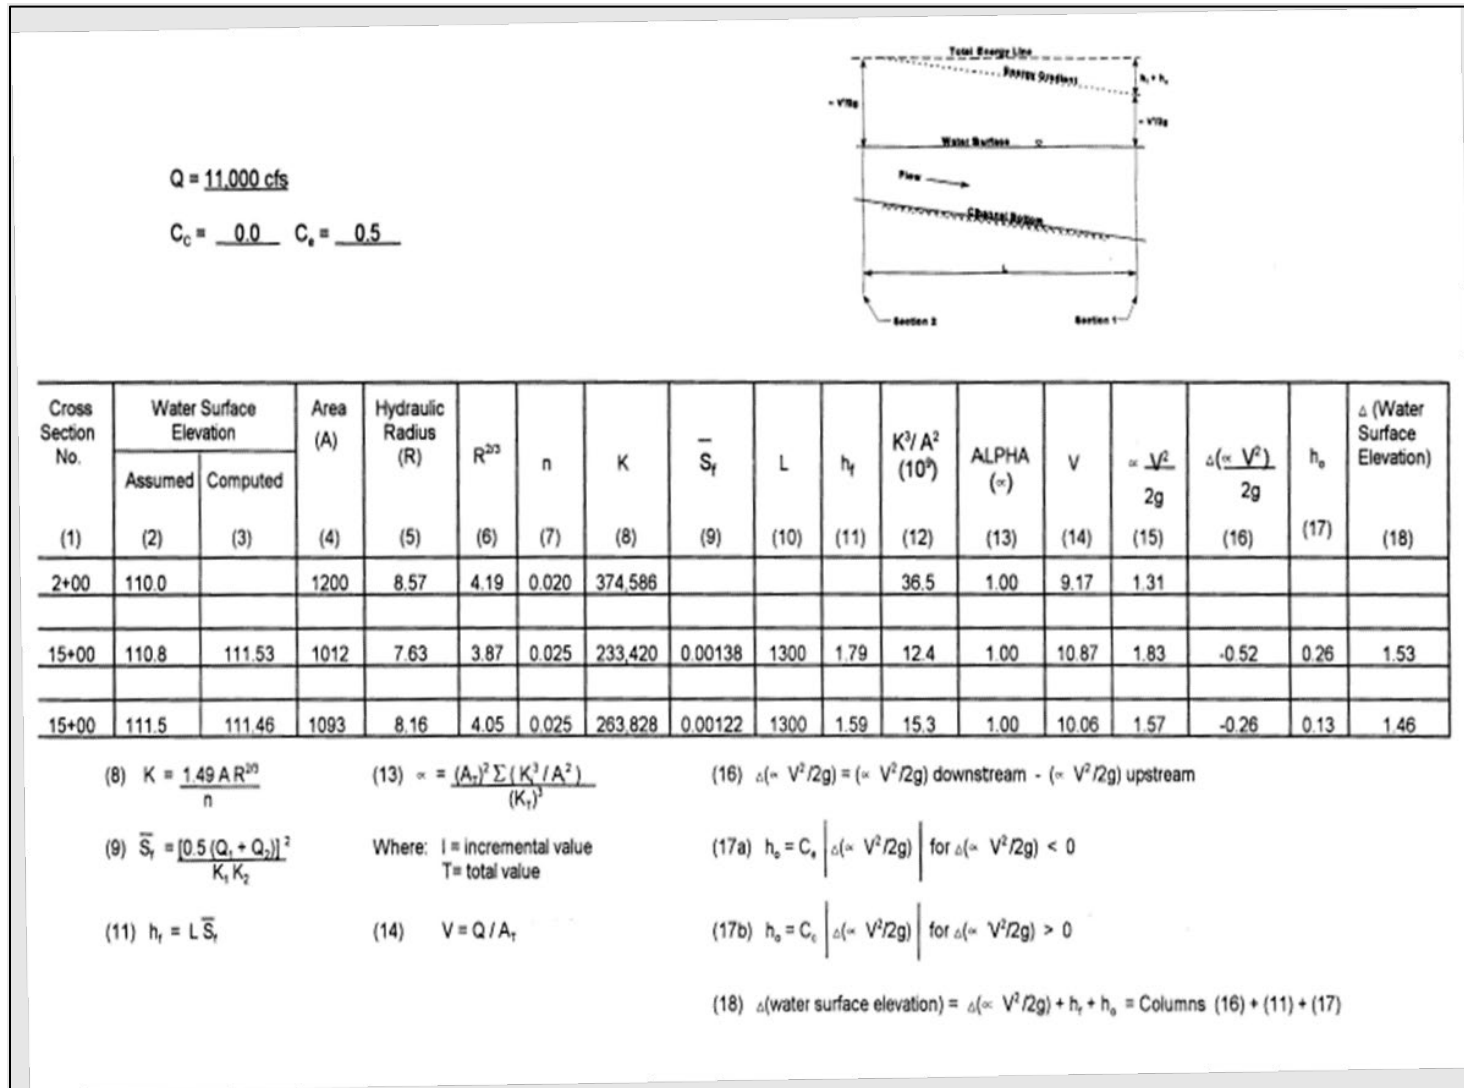 Total Energy Line
Energy Gradient
Water Surface
Flow
Channel Bottom
L
Section 2
Section 1
Q = 11,000 cfs
C_C = 0.0 C_e = 0.5
Cross Section No. | Water Surface Elevation | Area (A) | Hydraulic Radius (R) | R^2/3 | n | K | S̄_f | L | h_f | K³/A² (10⁹) | ALPHA (∝) | V | ∝ V²/2g | △(∝ V²)/2g | h_o | △ (Water Surface Elevation)
Assumed | Computed
(1) (2) (3) (4) (5) (6) (7) (8) (9) (10) (11) (12) (13) (14) (15) (16) (17) (18)
2+00 110.0 1200 8.57 4.19 0.020 374,586 36.5 1.00 9.17 1.31
15+00 110.8 111.53 1012 7.63 3.87 0.025 233,420 0.00138 1300 1.79 12.4 1.00 10.87 1.83 -0.52 0.26 1.53
15+00 111.5 111.46 1093 8.16 4.05 0.025 263,828 0.00122 1300 1.59 15.3 1.00 10.06 1.57 -0.26 0.13 1.46
(8) K = 1.49 A R^2/3 / n
(13) ∝ = (A_T)² Σ (K_i³ / A²) / (K_T)³
(16) △(∝ V²/2g) = (∝ V²/2g) downstream - (∝ V²/2g) upstream
(9) S̄_f = [0.5 (Q₁ + Q₂)]² / K₁ K₂
Where: I = incremental value
T= total value
(17a) h_o = C_e |△(∝ V²/2g)| for △(∝ V²/2g) < 0
(11) h_f = L S̄_f
(14) V = Q / A_T
(17b) h_o = C_c |△(∝ V²/2g)| for △(∝ V²/2g) > 0
(18) △(water surface elevation) = △(∝ V²/2g) + h_f + h_o = Columns (16) + (11) + (17)